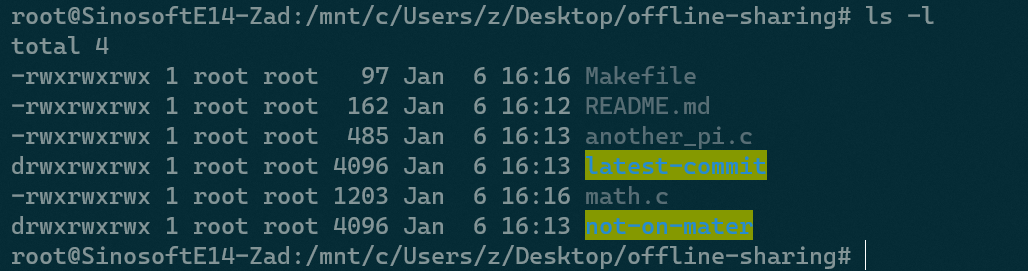 root@SinosoftE14-Zad:/mnt/c/Users/z/Desktop/offline-sharing# ls -l
total 4
-rwxrwxrwx 1 root root   97 Jan  6 16:16 Makefile
-rwxrwxrwx 1 root root  162 Jan  6 16:12 README.md
-rwxrwxrwx 1 root root  485 Jan  6 16:13 another_pi.c
drwxrwxrwx 1 root root 4096 Jan  6 16:13 latest-commit
-rwxrwxrwx 1 root root 1203 Jan  6 16:16 math.c
drwxrwxrwx 1 root root 4096 Jan  6 16:13 not-on-mater
root@SinosoftE14-Zad:/mnt/c/Users/z/Desktop/offline-sharing#